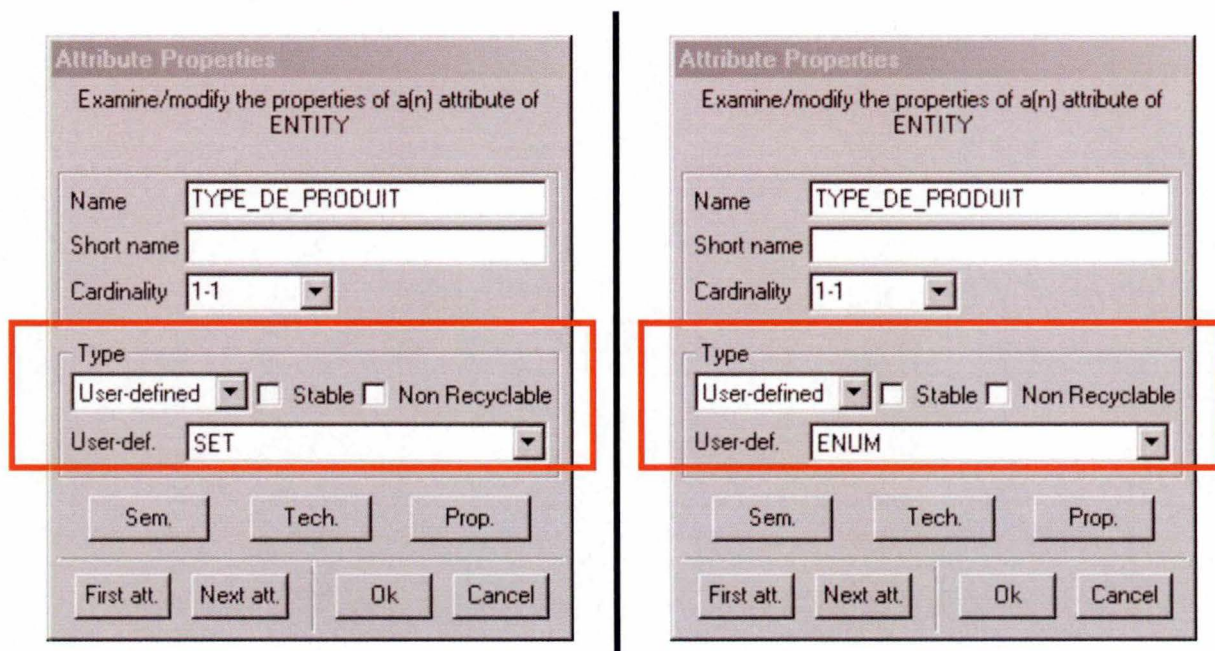 Attribute Properties
Examine/modify the properties of a(n) attribute of
ENTITY
Name TYPE_DE_PRODUIT
Short name
Cardinality 1-1
Type
User-defined Stable Non Recyclable
User-def. SET
Sem. Tech. Prop.
First att. Next att. Ok Cancel
Attribute Properties
Examine/modify the properties of a(n) attribute of
ENTITY
Name TYPE_DE_PRODUIT
Short name
Cardinality 1-1
Type
User-defined Stable Non Recyclable
User-def. ENUM
Sem. Tech. Prop.
First att. Next att. Ok Cancel